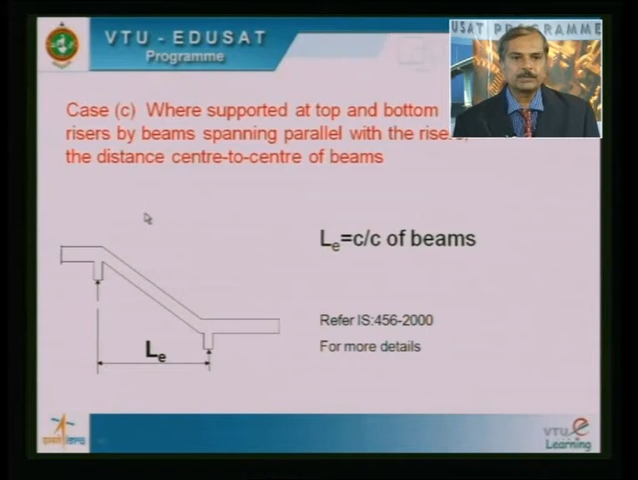 VTU - EDUSAT
Programme
USAT PROGRAMME
Case (c) Where supported at top and bottom
risers by beams spanning parallel with the risers,
the distance centre-to-centre of beams
Le=c/c of beams
Refer IS:456-2000
For more details
Le
VTU e
Learning